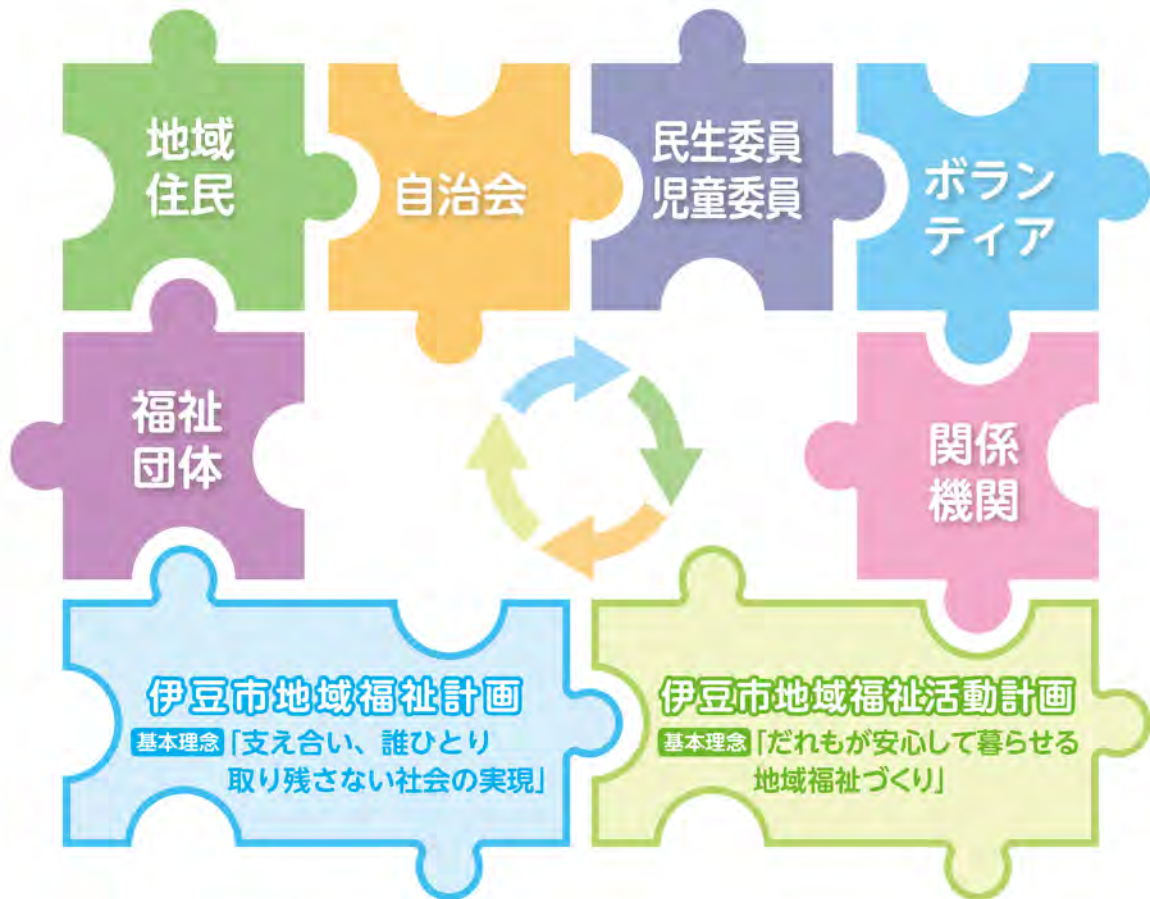 地域
住民
自治会
民生委員
児童委員
ボラン
ティア
福祉
団体
関係
機関
伊豆市地域福祉計画
基本理念「支え合い、誰ひとり
取り残さない社会の実現」
伊豆市地域福祉活動計画
基本理念「だれもが安心して暮らせる
地域福祉づくり」